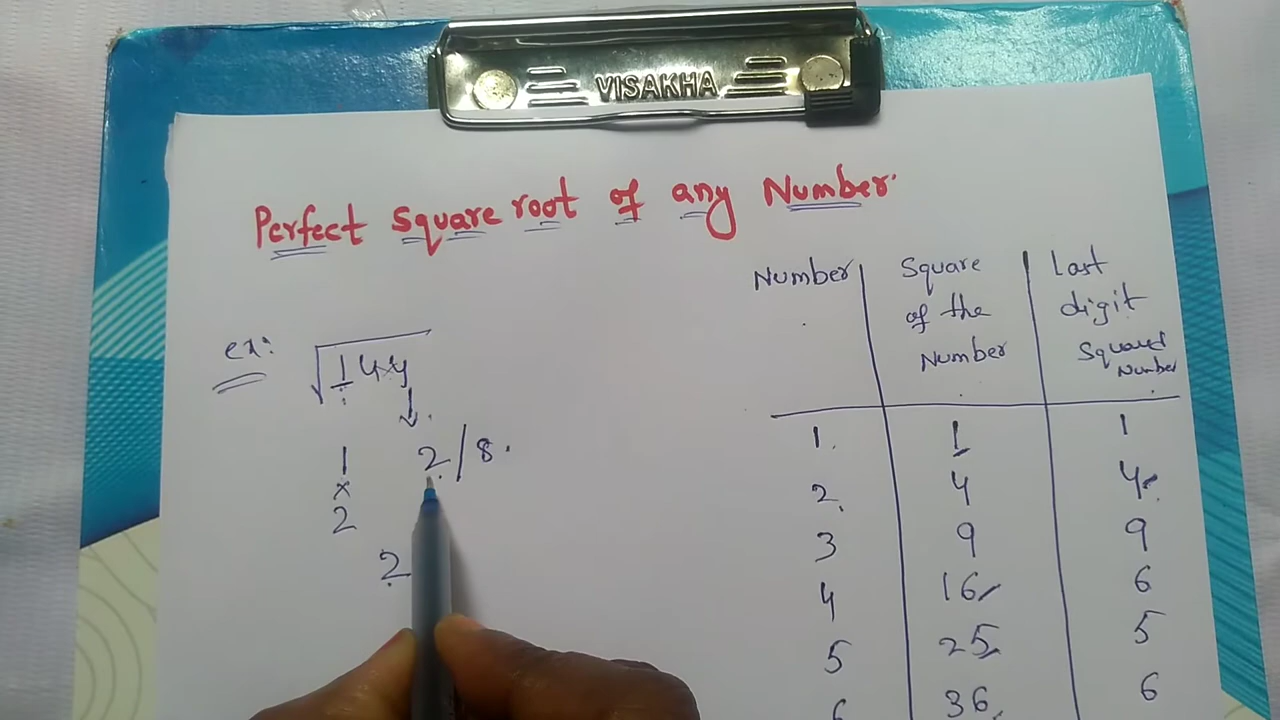 VISAKHA
Perfect Square root of any Number.
Number | Square of the Number | Last digit Squared Number
ex: √144
1 2/8.
×
2
2
1. 1 1
2 4 4
3 9 9
4 16 6
5 25 5
6 36 6